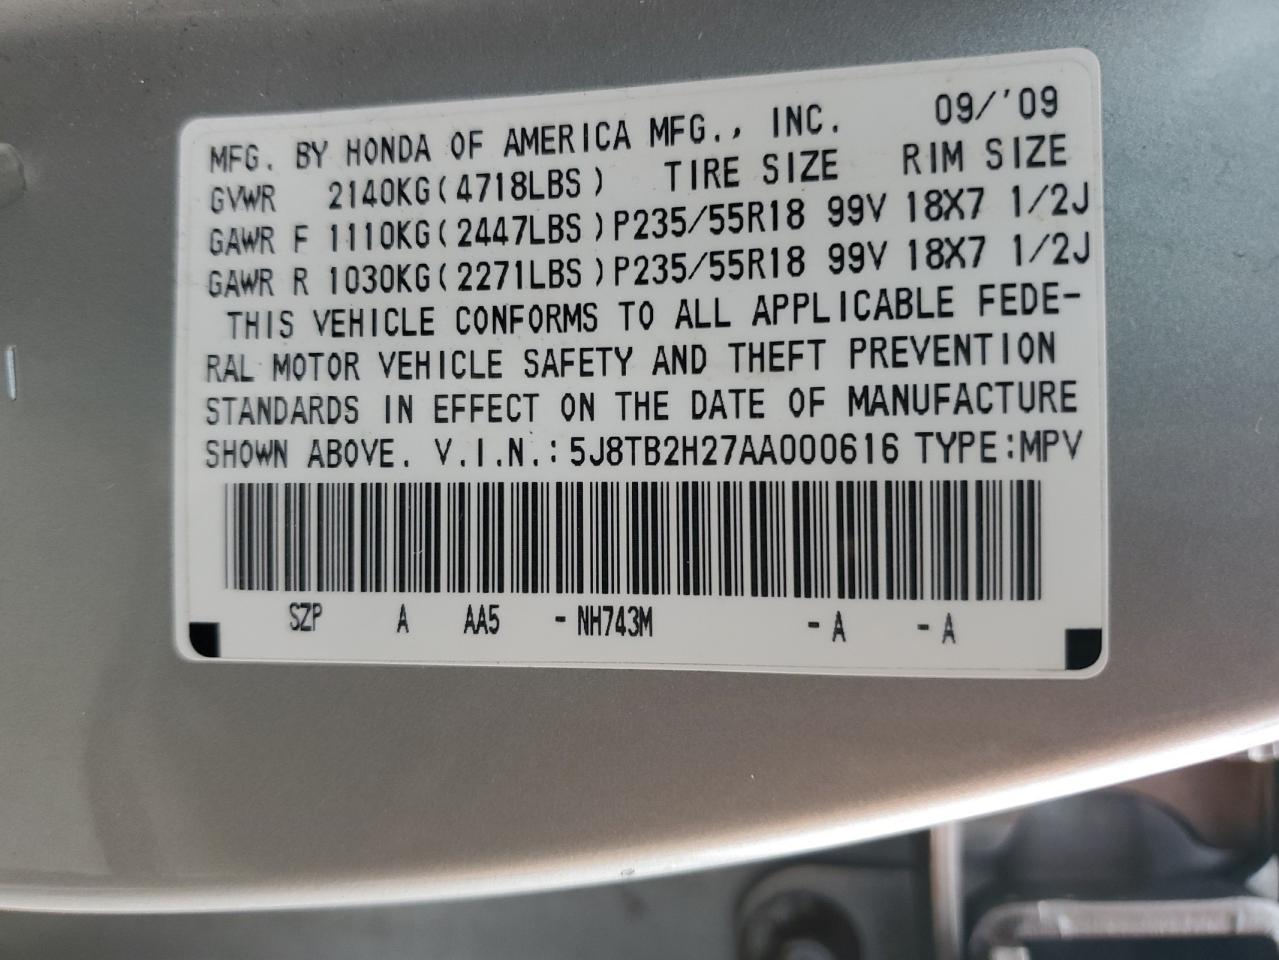 MFG. BY HONDA OF AMERICA MFG., INC. 09/'09
GVWR 2140KG(4718LBS) TIRE SIZE RIM SIZE
GAWR F 1110KG(2447LBS)P235/55R18 99V 18X7 1/2J
GAWR R 1030KG(2271LBS)P235/55R18 99V 18X7 1/2J
THIS VEHICLE CONFORMS TO ALL APPLICABLE FEDE-
RAL MOTOR VEHICLE SAFETY AND THEFT PREVENTION
STANDARDS IN EFFECT ON THE DATE OF MANUFACTURE
SHOWN ABOVE. V.I.N.:5J8TB2H27AA000616 TYPE:MPV
SZP A AA5 -NH743M -A -A